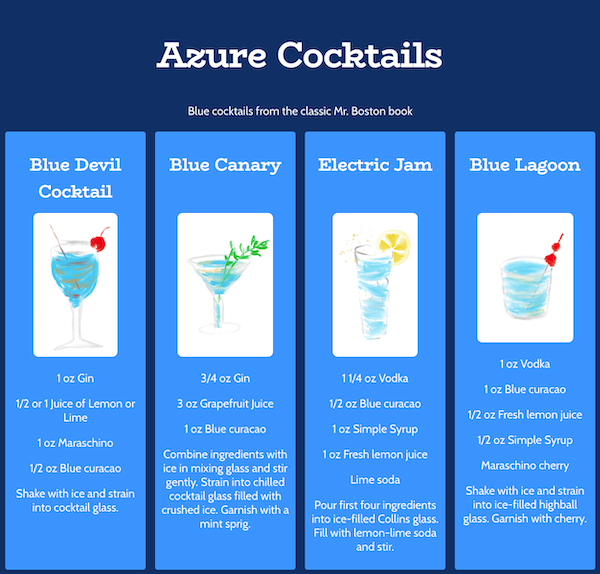 Azure Cocktails
Blue cocktails from the classic Mr. Boston book
Blue Devil
Cocktail
1 oz Gin
1/2 or 1 Juice of Lemon or
Lime
1 oz Maraschino
1/2 oz Blue curacao
Shake with ice and strain
into cocktail glass.
Blue Canary
3/4 oz Gin
3 oz Grapefruit Juice
1 oz Blue curacao
Combine ingredients with
ice in mixing glass and stir
gently. Strain into chilled
cocktail glass filled with
crushed ice. Garnish with a
mint sprig.
Electric Jam
1 1/4 oz Vodka
1/2 oz Blue curacao
1 oz Simple Syrup
1 oz Fresh lemon juice
Lime soda
Pour first four ingredients
into ice-filled Collins glass.
Fill with lemon-lime soda
and stir.
Blue Lagoon
1 oz Vodka
1 oz Blue curacao
1/2 oz Fresh lemon juice
1/2 oz Simple Syrup
Maraschino cherry
Shake with ice and strain
into ice-filled highball
glass. Garnish with cherry.